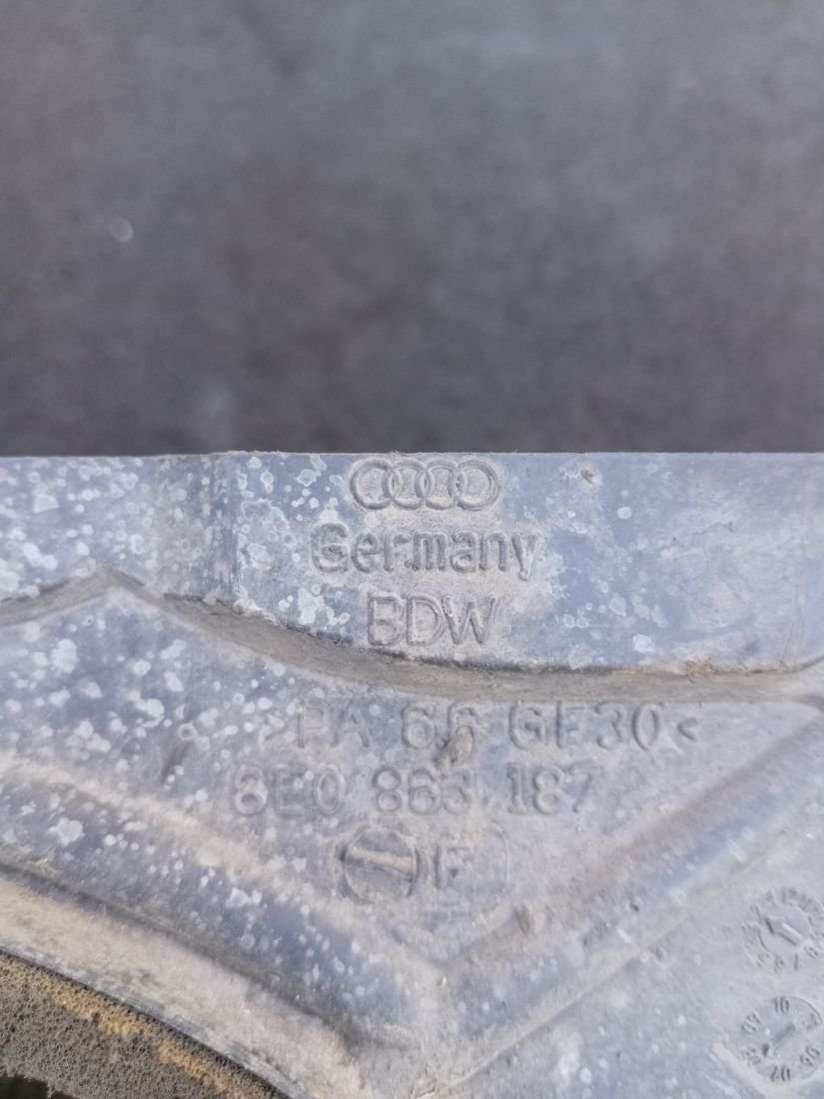 Germany
BDW
>PA 66 GF30<
8E0 863 187
F